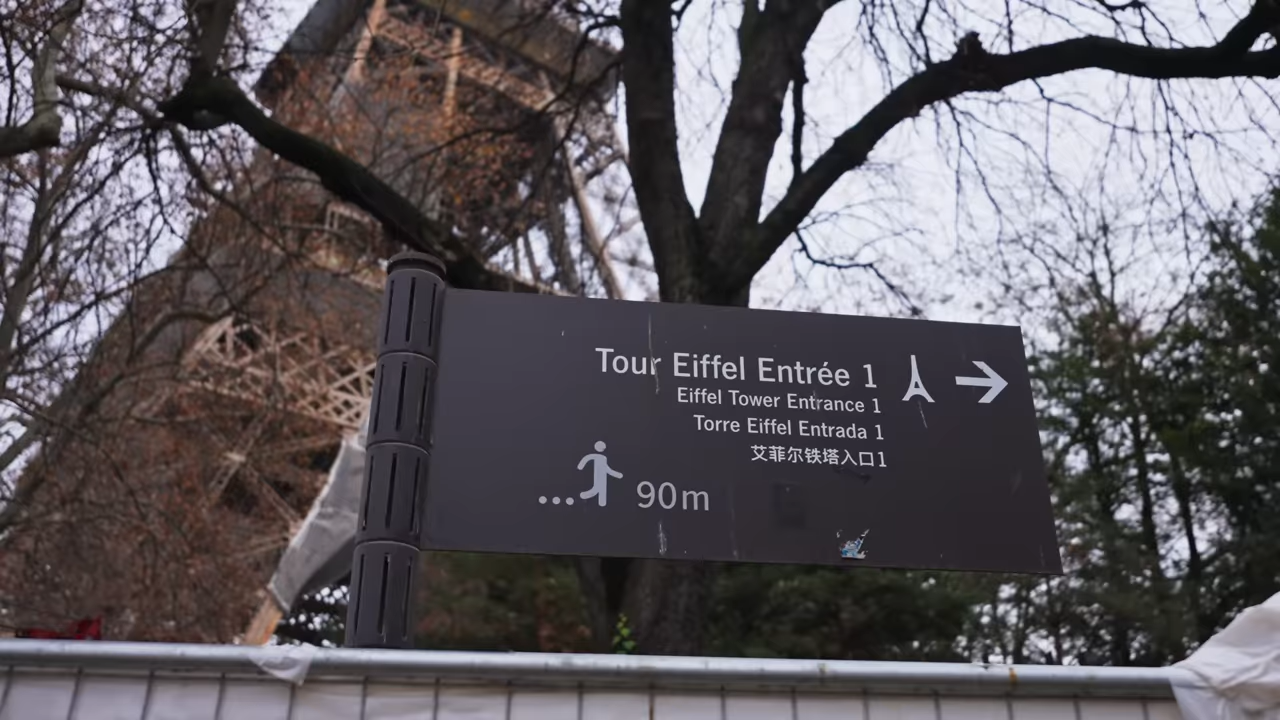 Tour Eiffel Entrée 1
Eiffel Tower Entrance 1
Torre Eiffel Entrada 1
艾菲尔铁塔入口1
90m